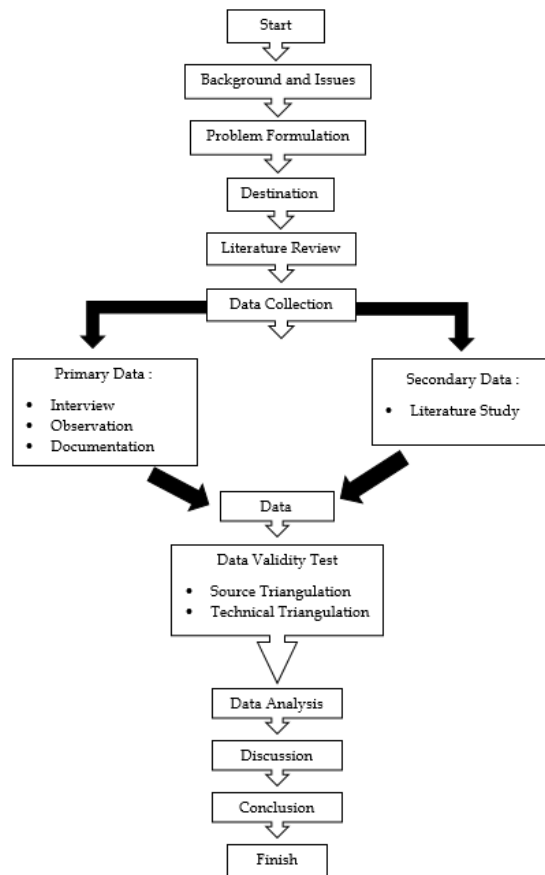 Start
Background and Issues
Problem Formulation
Destination
Literature Review
Data Collection
Primary Data :
• Interview
• Observation
• Documentation
Secondary Data :
• Literature Study
Data
Data Validity Test
• Source Triangulation
• Technical Triangulation
Data Analysis
Discussion
Conclusion
Finish